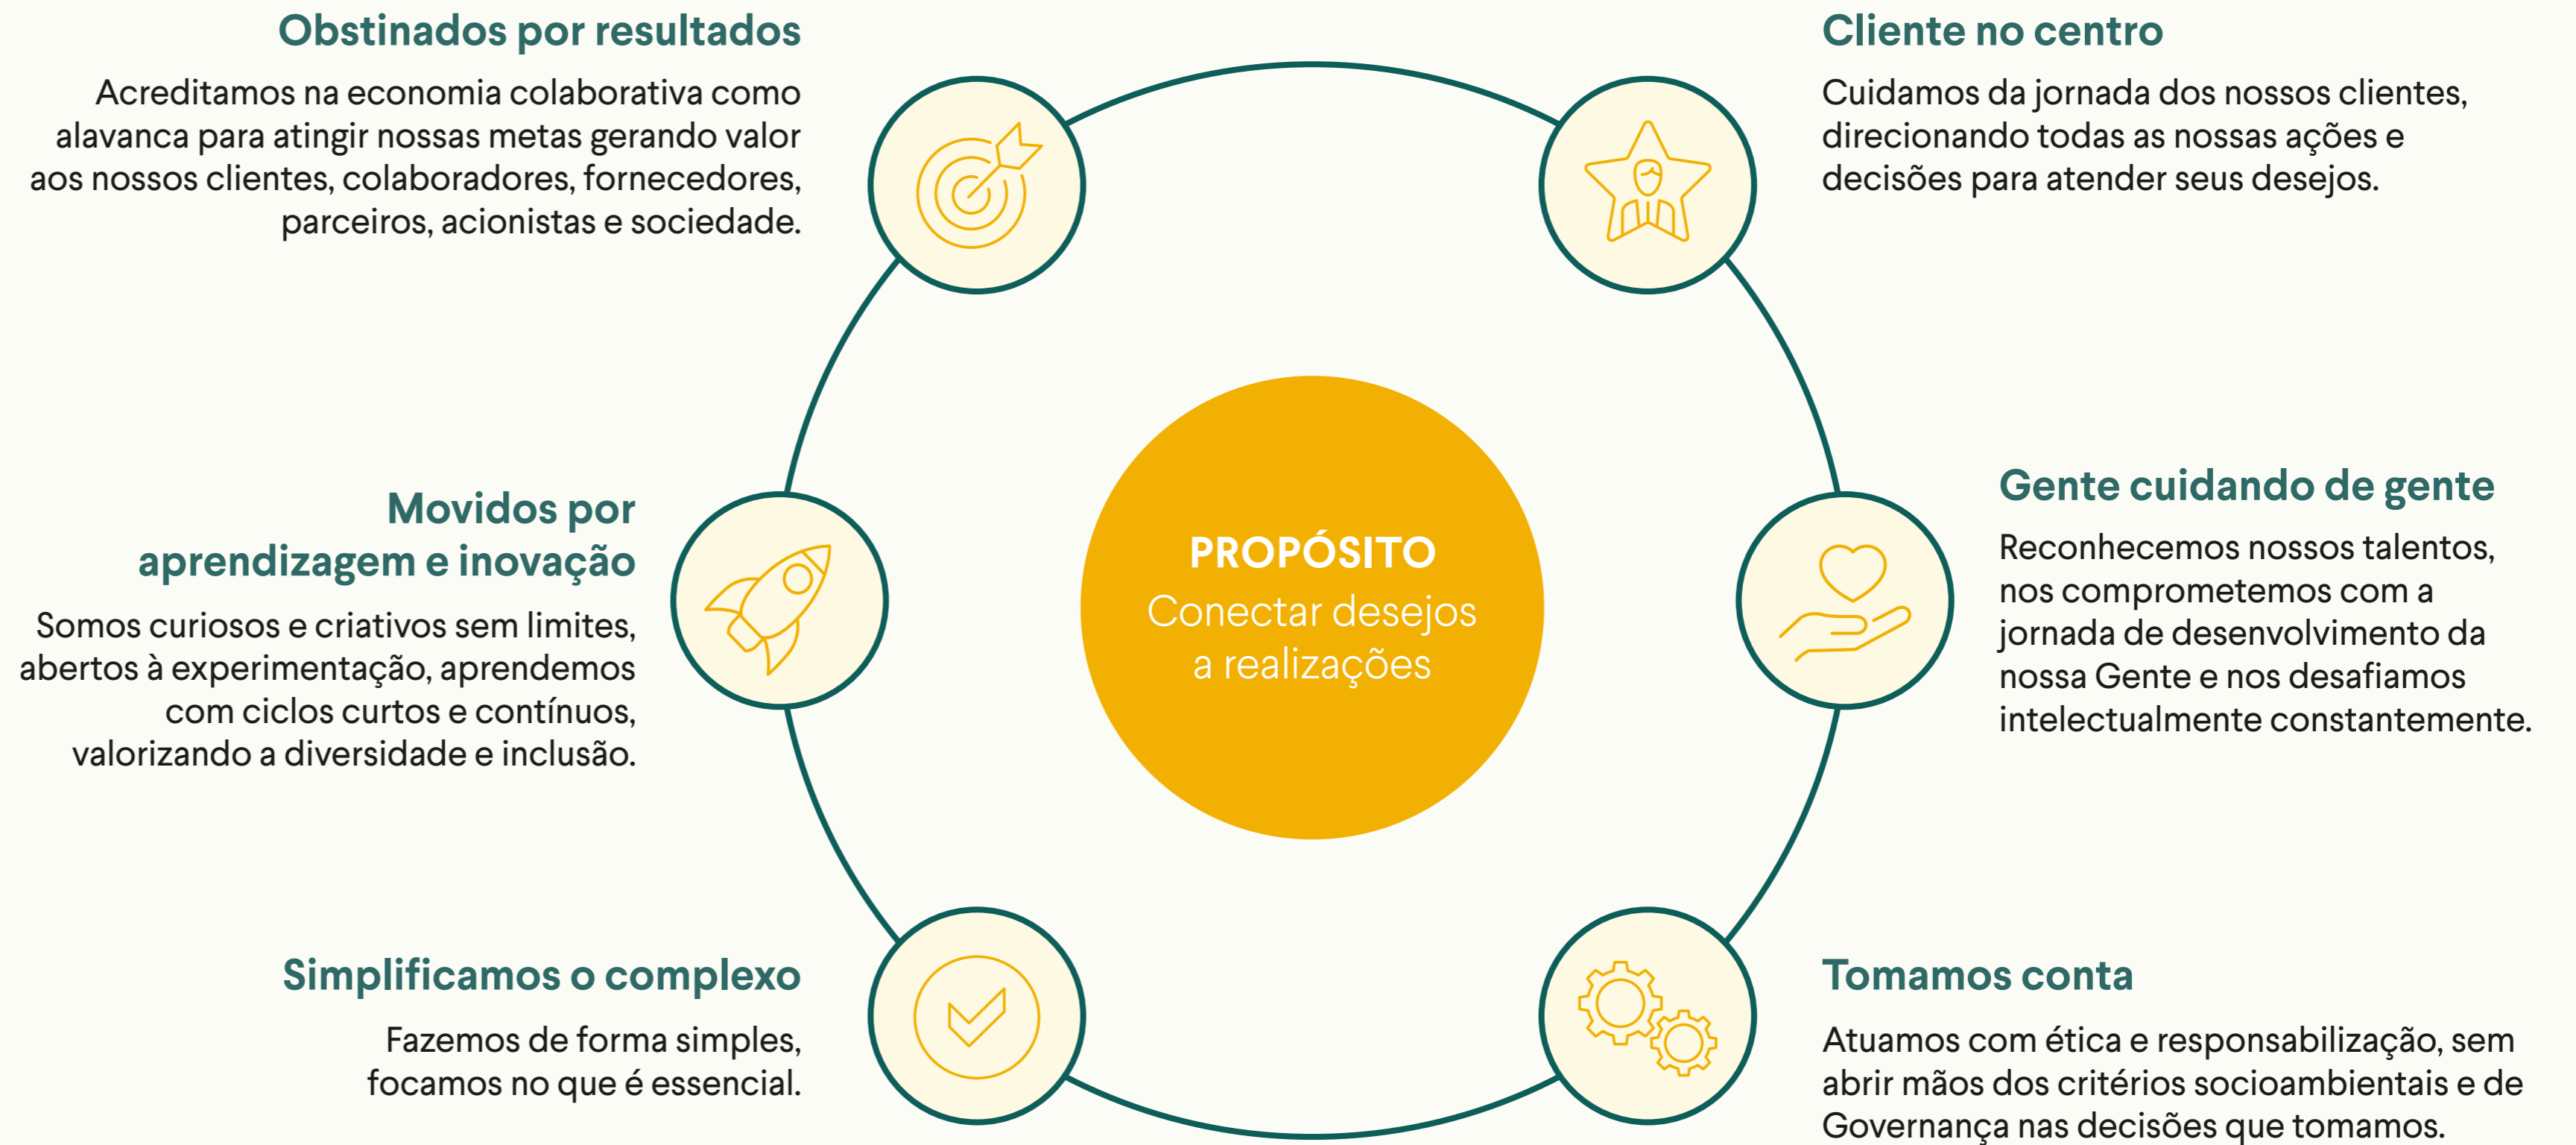 Obstinados por resultados
Acreditamos na economia colaborativa como
alavanca para atingir nossas metas gerando valor
aos nossos clientes, colaboradores, fornecedores,
parceiros, acionistas e sociedade.
Cliente no centro
Cuidamos da jornada dos nossos clientes,
direcionando todas as nossas ações e
decisões para atender seus desejos.
Movidos por
aprendizagem e inovação
Somos curiosos e criativos sem limites,
abertos à experimentação, aprendemos
com ciclos curtos e contínuos,
valorizando a diversidade e inclusão.
PROPÓSITO
Conectar desejos
a realizações
Gente cuidando de gente
Reconhecemos nossos talentos,
nos comprometemos com a
jornada de desenvolvimento da
nossa Gente e nos desafiamos
intelectualmente constantemente.
Simplificamos o complexo
Fazemos de forma simples,
focamos no que é essencial.
Tomamos conta
Atuamos com ética e responsabilização, sem
abrir mãos dos critérios socioambientais e de
Governança nas decisões que tomamos.